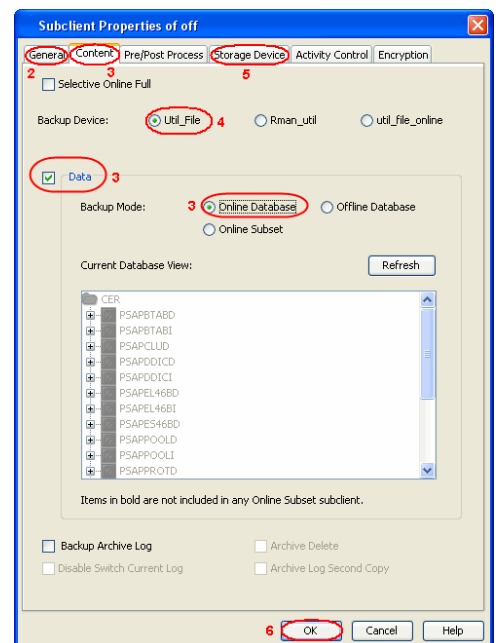 Subclient Properties of off
General Content Pre/Post Process Storage Device Activity Control Encryption
2 3 5
Selective Online Full
Backup Device: Util_File 4 Rman_util util_file_online
Data 3
Backup Mode: 3 Online Database Offline Database
Online Subset
Current Database View: Refresh
CER
PSAPBTABD
PSAPBTABI
PSAPCLUD
PSAPDDICD
PSAPDDICI
PSAPEL46BD
PSAPEL46BI
PSAPES46BD
PSAPPOOLD
PSAPPOOLI
PSAPPROTD
Items in bold are not included in any Online Subset subclient.
Backup Archive Log Archive Delete
Disable Switch Current Log Archive Log Second Copy
6 OK Cancel Help